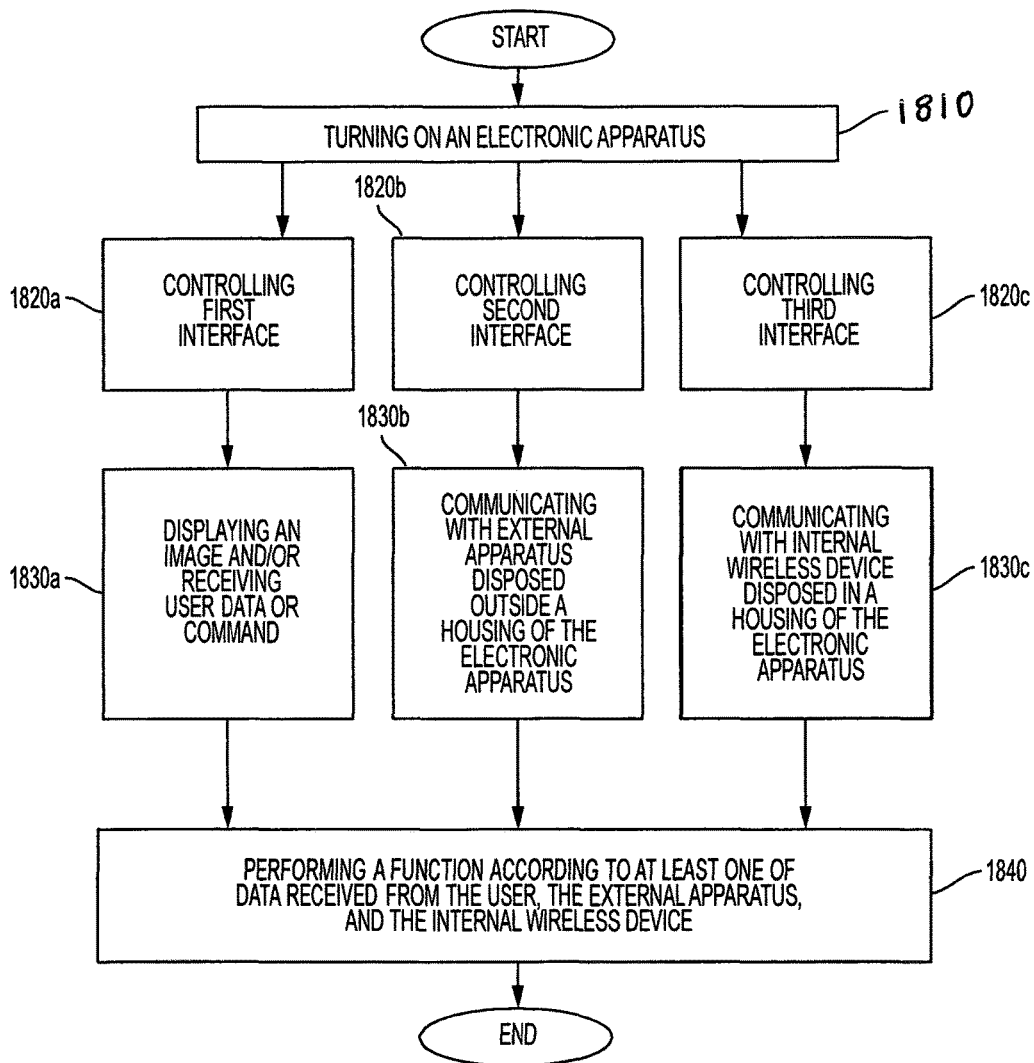 START
TURNING ON AN ELECTRONIC APPARATUS
1810
1820b
1820a
CONTROLLING
FIRST
INTERFACE
CONTROLLING
SECOND
INTERFACE
CONTROLLING
THIRD
INTERFACE
1820c
1830b
1830a
DISPLAYING AN
IMAGE AND/OR
RECEIVING
USER DATA OR
COMMAND
COMMUNICATING
WITH EXTERNAL
APPARATUS
DISPOSED
OUTSIDE A
HOUSING OF THE
ELECTRONIC
APPARATUS
COMMUNICATING
WITH INTERNAL
WIRELESS DEVICE
DISPOSED IN A
HOUSING OF THE
ELECTRONIC
APPARATUS
1830c
PERFORMING A FUNCTION ACCORDING TO AT LEAST ONE OF
DATA RECEIVED FROM THE USER, THE EXTERNAL APPARATUS,
AND THE INTERNAL WIRELESS DEVICE
1840
END